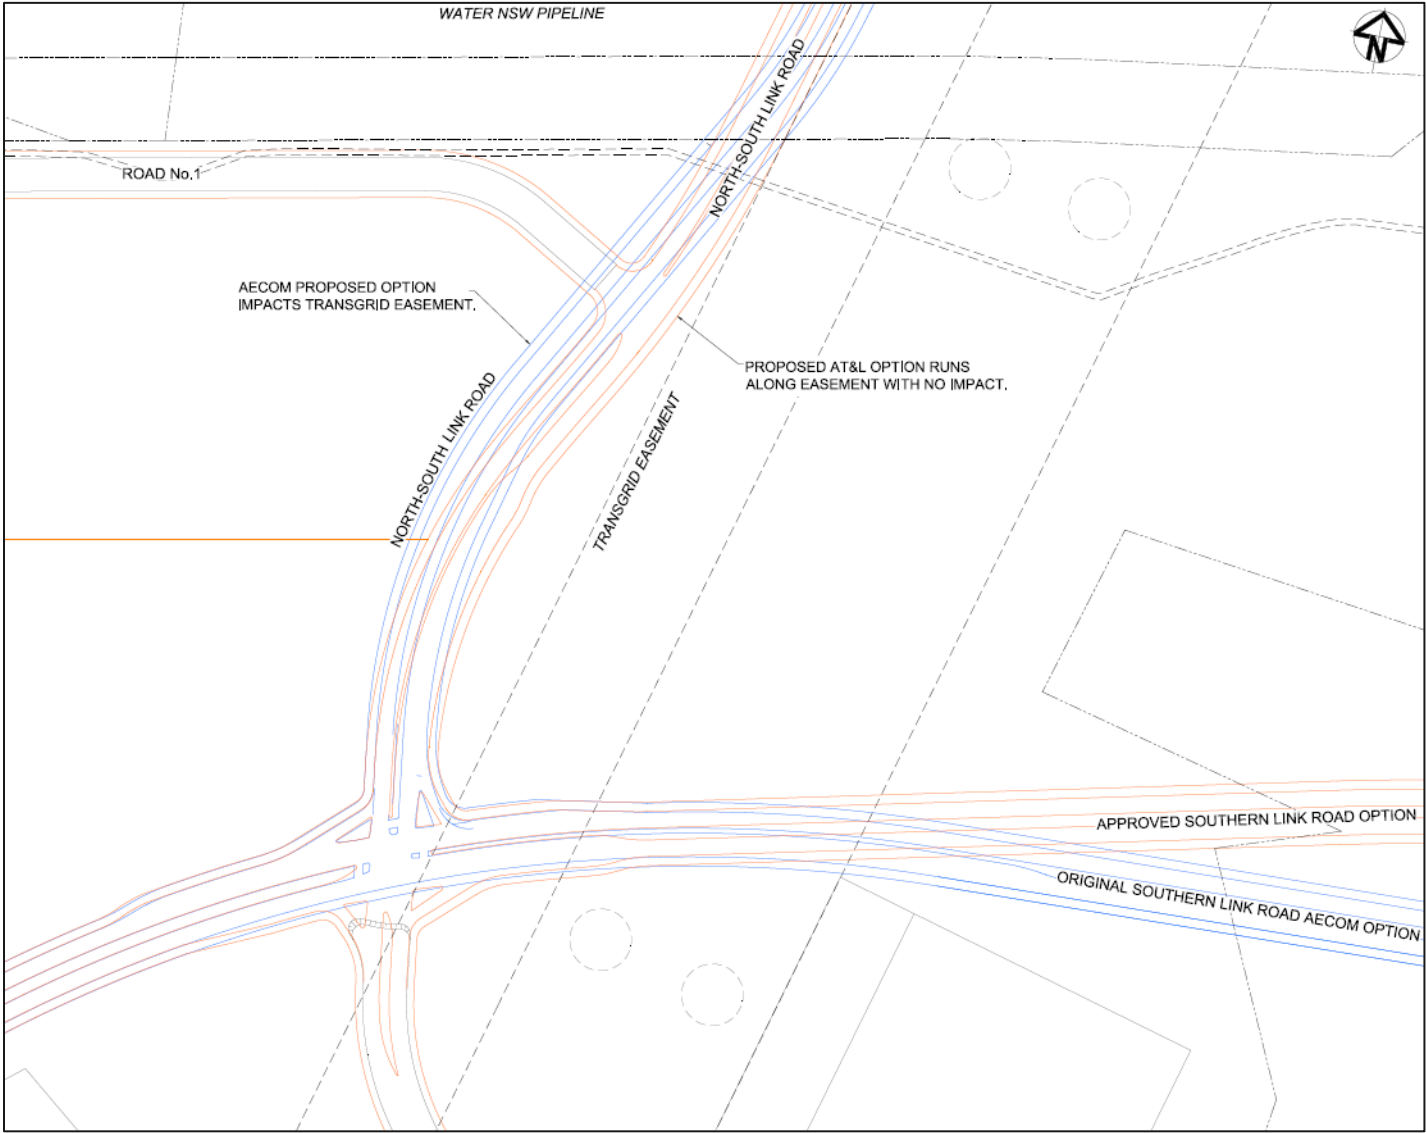 WATER NSW PIPELINE
N
NORTH-SOUTH LINK ROAD
ROAD No.1
AECOM PROPOSED OPTION
IMPACTS TRANSGRID EASEMENT.
PROPOSED AT&L OPTION RUNS
ALONG EASEMENT WITH NO IMPACT.
NORTH-SOUTH LINK ROAD
TRANSGRID EASEMENT
APPROVED SOUTHERN LINK ROAD OPTION
ORIGINAL SOUTHERN LINK ROAD AECOM OPTION